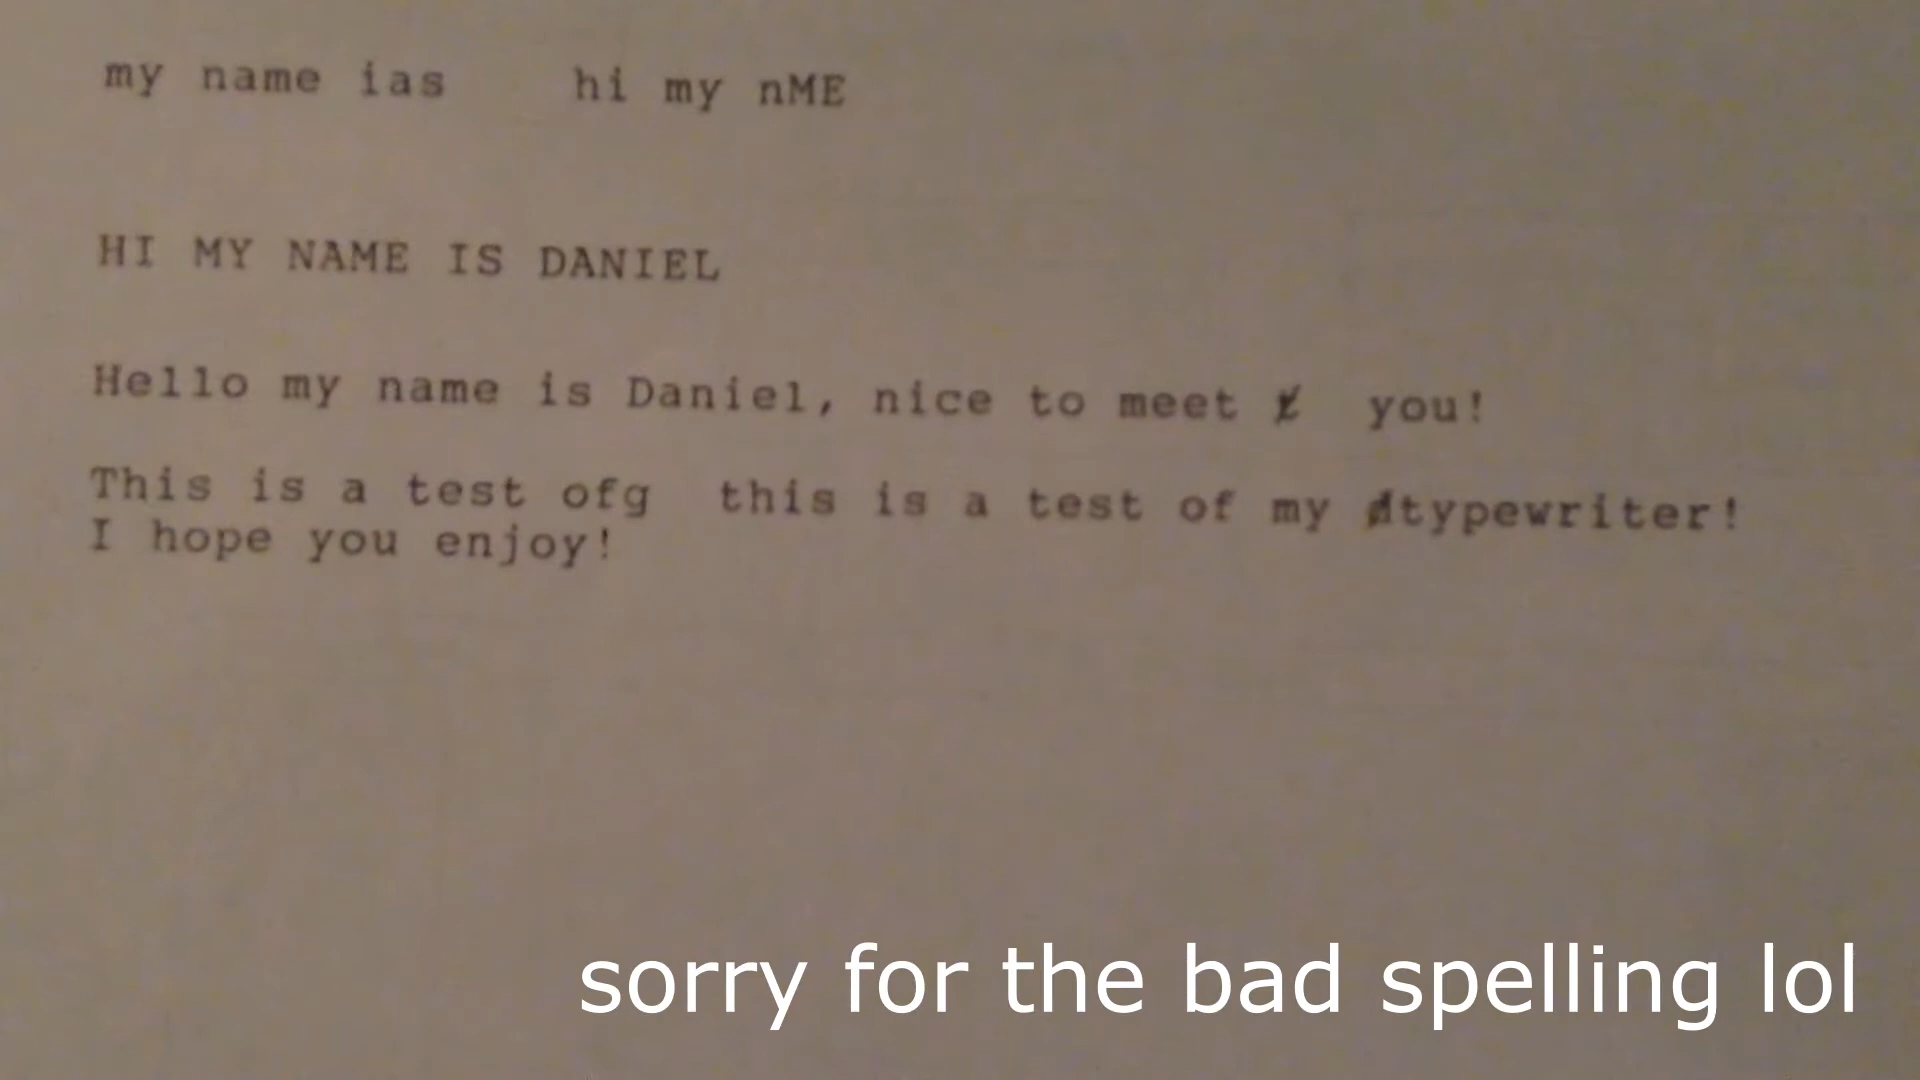 my name ias hi my nME
HI MY NAME IS DANIEL
Hello my name is Daniel, nice to meet you!
This is a test ofg this is a test of my typewriter!
I hope you enjoy!
sorry for the bad spelling lol